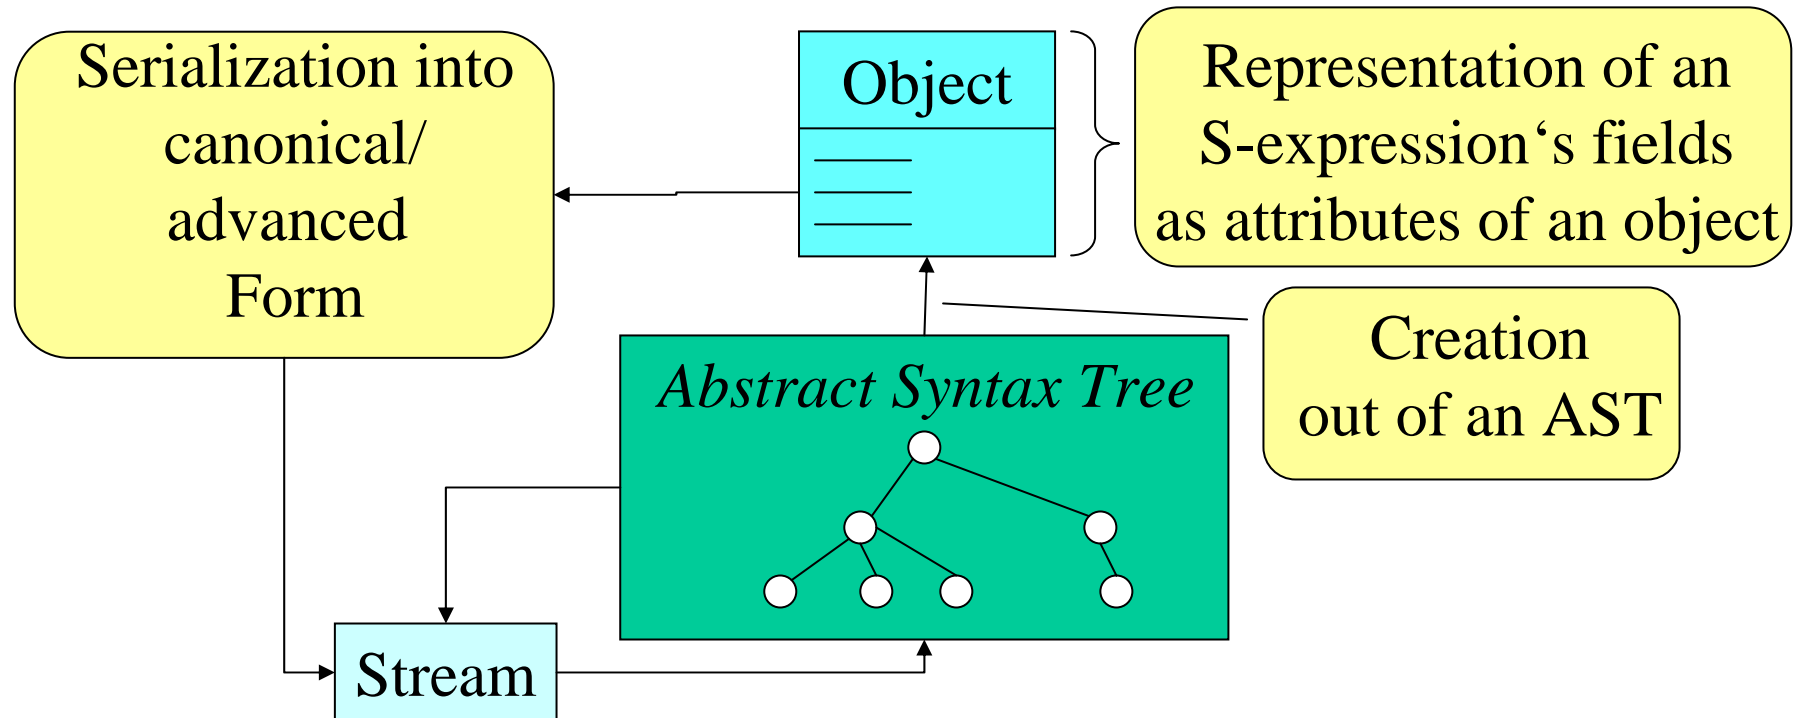 Serialization into
canonical/
advanced
Form
Object
Representation of an
S-expression‘s fields
as attributes of an object
Creation
out of an AST
Abstract Syntax Tree
Stream